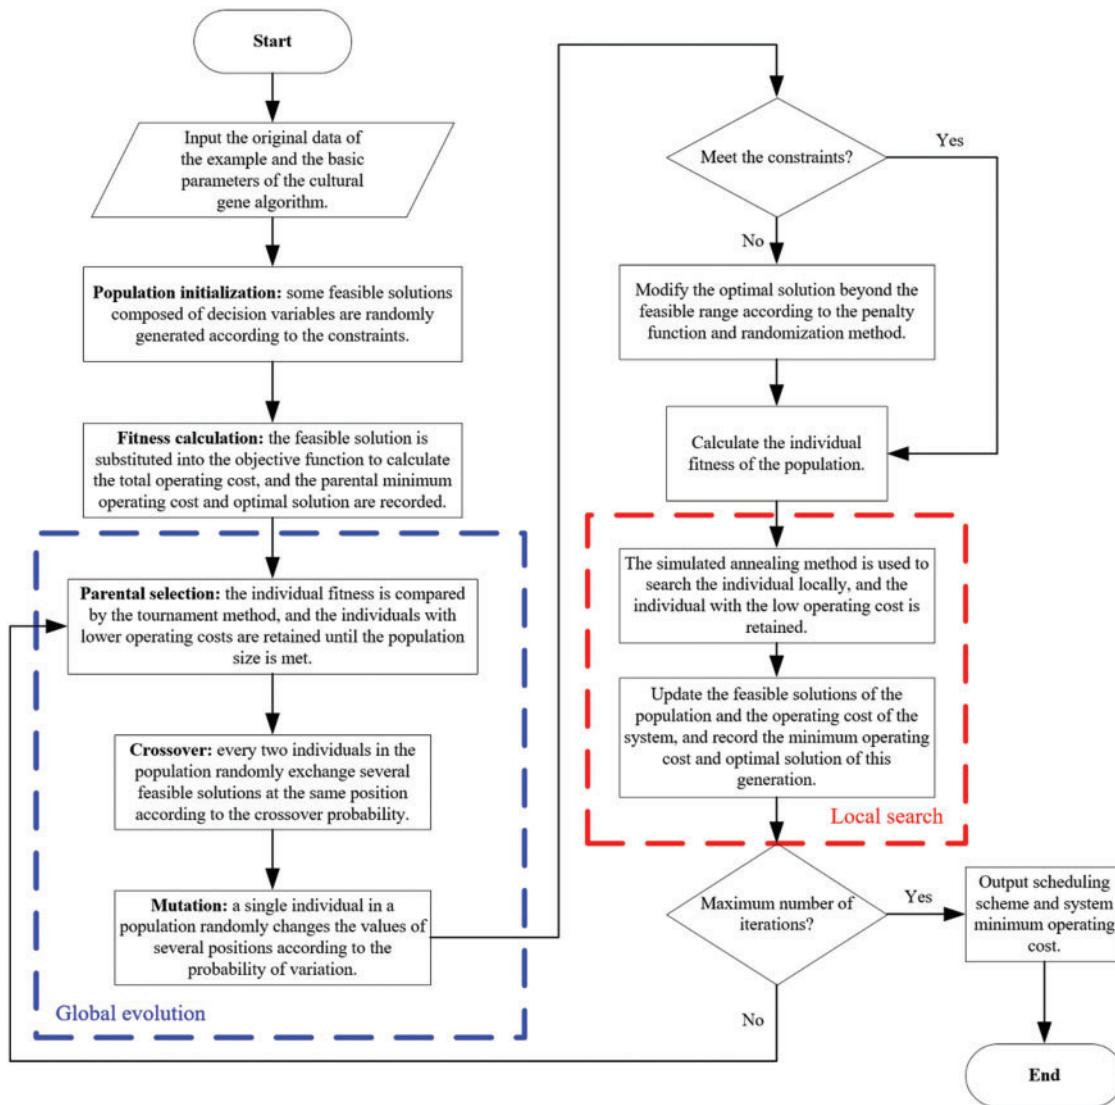 Start
Input the original data of
the example and the basic
parameters of the cultural
gene algorithm.
Population initialization: some feasible solutions
composed of decision variables are randomly
generated according to the constraints.
Fitness calculation: the feasible solution is
substituted into the objective function to calculate
the total operating cost, and the parental minimum
operating cost and optimal solution are recorded.
Parental selection: the individual fitness is compared
by the tournament method, and the individuals with
lower operating costs are retained until the population
size is met.
Crossover: every two individuals in the
population randomly exchange several
feasible solutions at the same position
according to the crossover probability.
Mutation: a single individual in a
population randomly changes the values of
several positions according to the
probability of variation.
Global evolution
Meet the constraints?
Yes
No
Modify the optimal solution beyond the
feasible range according to the penalty
function and randomization method.
Calculate the individual
fitness of the population.
The simulated annealing method is used to
search the individual locally, and the
individual with the low operating cost is
retained.
Update the feasible solutions of the
population and the operating cost of the
system, and record the minimum operating
cost and optimal solution of this
generation.
Local search
Maximum number of
iterations?
Yes
No
Output scheduling
scheme and system
minimum operating
cost.
End